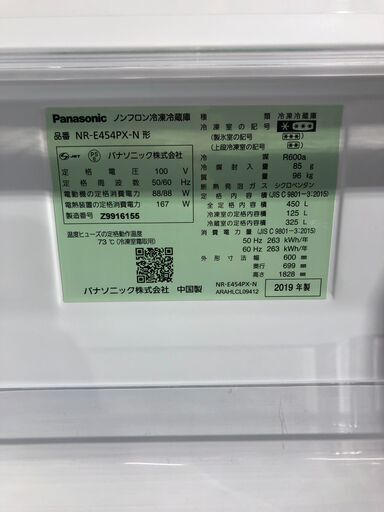 Panasonic ノンフロン冷凍冷蔵庫
品番 NR-E454PX-N 形
JET PSE パナソニック株式会社
定格電圧 100 V
定格周波数 50/60 Hz
電動機の定格消費電力 88/88 W
電熱装置の定格消費電力 167 W
製造番号 Z9916155
温度ヒューズの定格動作温度
73℃(冷凍室霜取用)
パナソニック株式会社 中国製
種類 冷凍冷蔵庫
冷凍室の記号
(製氷室の記号)
(上段冷凍室の記号)
冷媒 R600a
冷媒封入量 85 g
質量 96 kg
断熱発泡ガス シクロペンタン
定格内容積 (JIS C 9801-3:2015)
全定格内容積 450 L
冷凍室の定格内容積 125 L
冷蔵室の定格内容積 325 L
消費電力量 (JIS C 9801-3:2015)
50 Hz 263 kWh/年
60 Hz 263 kWh/年
外形寸法 幅 600 mm
奥行 699 mm
高さ 1828 mm
NR-E454PX-N
ARAHLCL09412
2019 年製